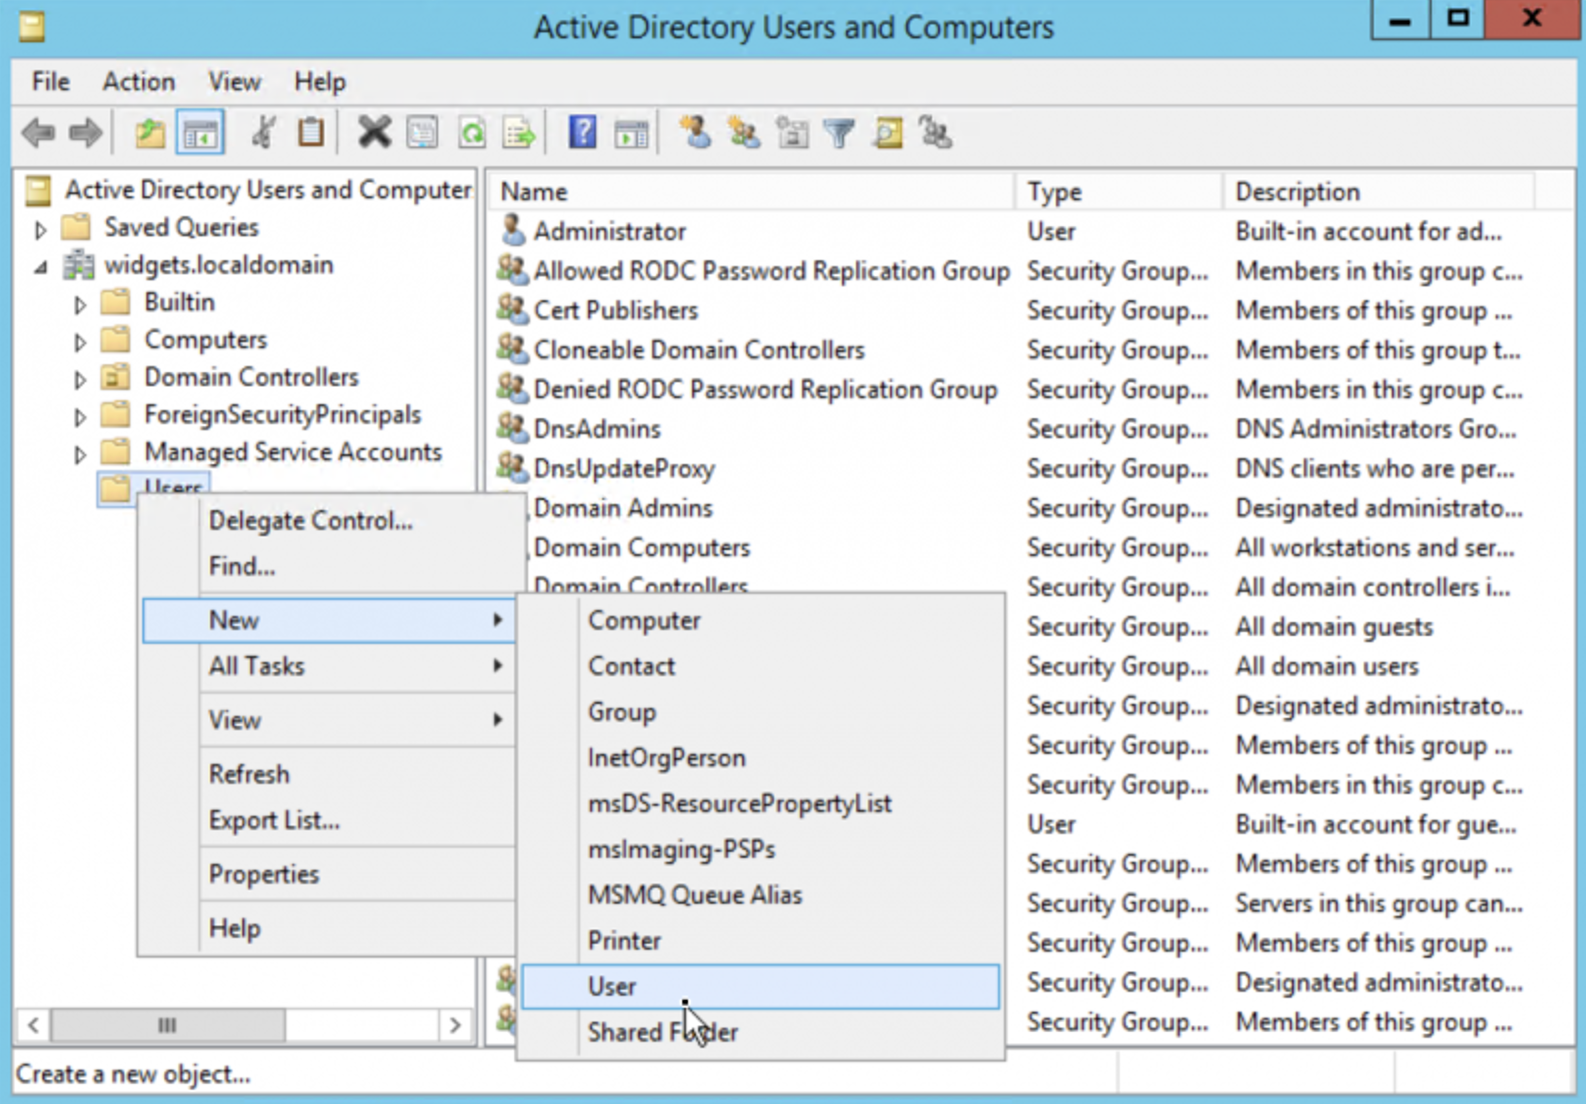 Active Directory Users and Computers
File Action View Help
Active Directory Users and Computer
Saved Queries
widgets.localdomain
Builtin
Computers
Domain Controllers
ForeignSecurityPrincipals
Managed Service Accounts
Users
Name Type Description
Administrator User Built-in account for ad...
Allowed RODC Password Replication Group Security Group... Members in this group c...
Cert Publishers Security Group... Members of this group ...
Cloneable Domain Controllers Security Group... Members of this group t...
Denied RODC Password Replication Group Security Group... Members in this group c...
DnsAdmins Security Group... DNS Administrators Gro...
DnsUpdateProxy Security Group... DNS clients who are per...
Domain Admins Security Group... Designated administrato...
Domain Computers Security Group... All workstations and ser...
Domain Controllers Security Group... All domain controllers i...
Security Group... All domain guests
Security Group... All domain users
Security Group... Designated administrato...
Security Group... Members of this group ...
Security Group... Members in this group c...
User Built-in account for gue...
Security Group... Members of this group ...
Security Group... Servers in this group can...
Security Group... Members of this group ...
Security Group... Designated administrato...
Security Group... Members of this group ...
Delegate Control...
Find...
New
All Tasks
View
Refresh
Export List...
Properties
Help
Computer
Contact
Group
InetOrgPerson
msDS-ResourcePropertyList
msImaging-PSPs
MSMQ Queue Alias
Printer
User
Shared Folder
Create a new object...